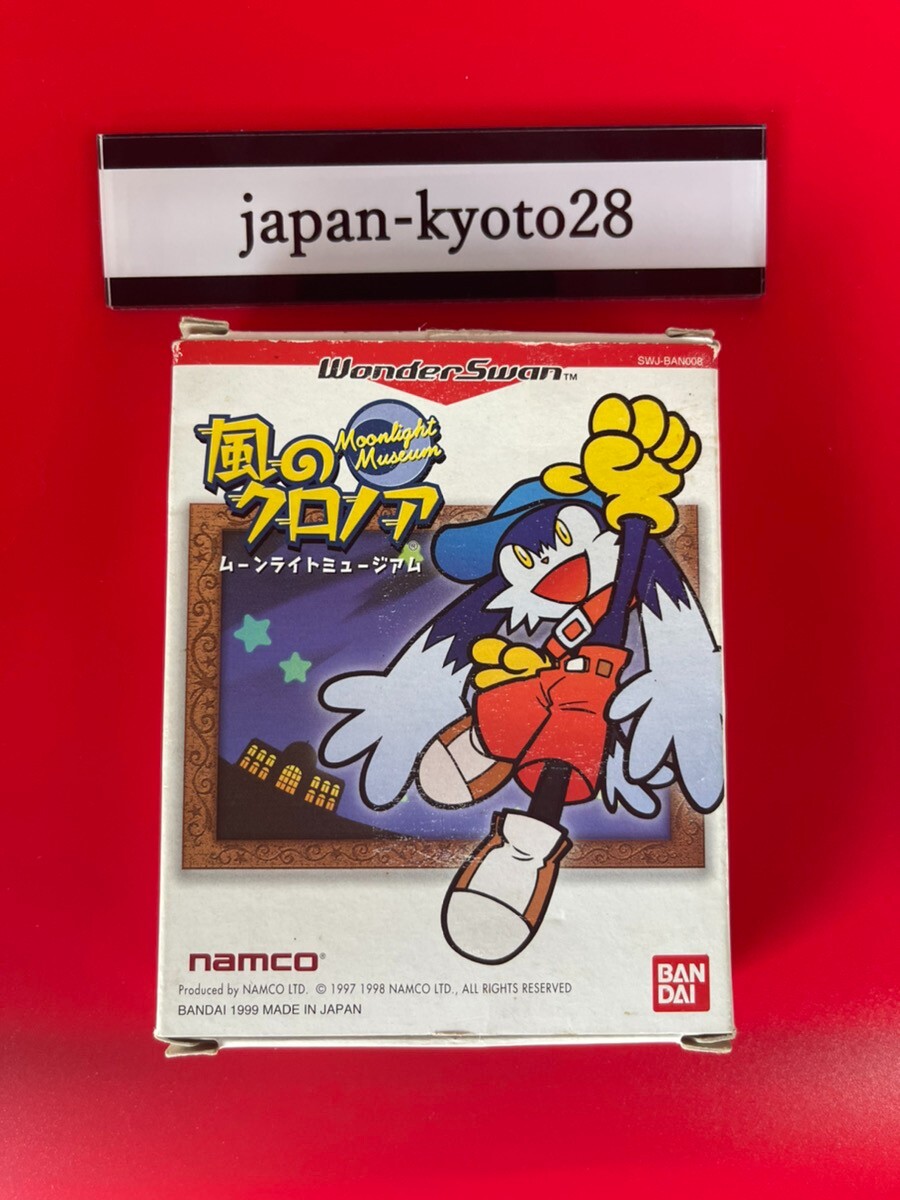 japan-kyoto28
WonderSwan™
SWJ-BAN008
Moonlight
Museum
風の
クロノア®
ムーンライトミュージアム
namco®
Produced by NAMCO LTD. © 1997 1998 NAMCO LTD., ALL RIGHTS RESERVED
BANDAI 1999 MADE IN JAPAN
BAN
DAI